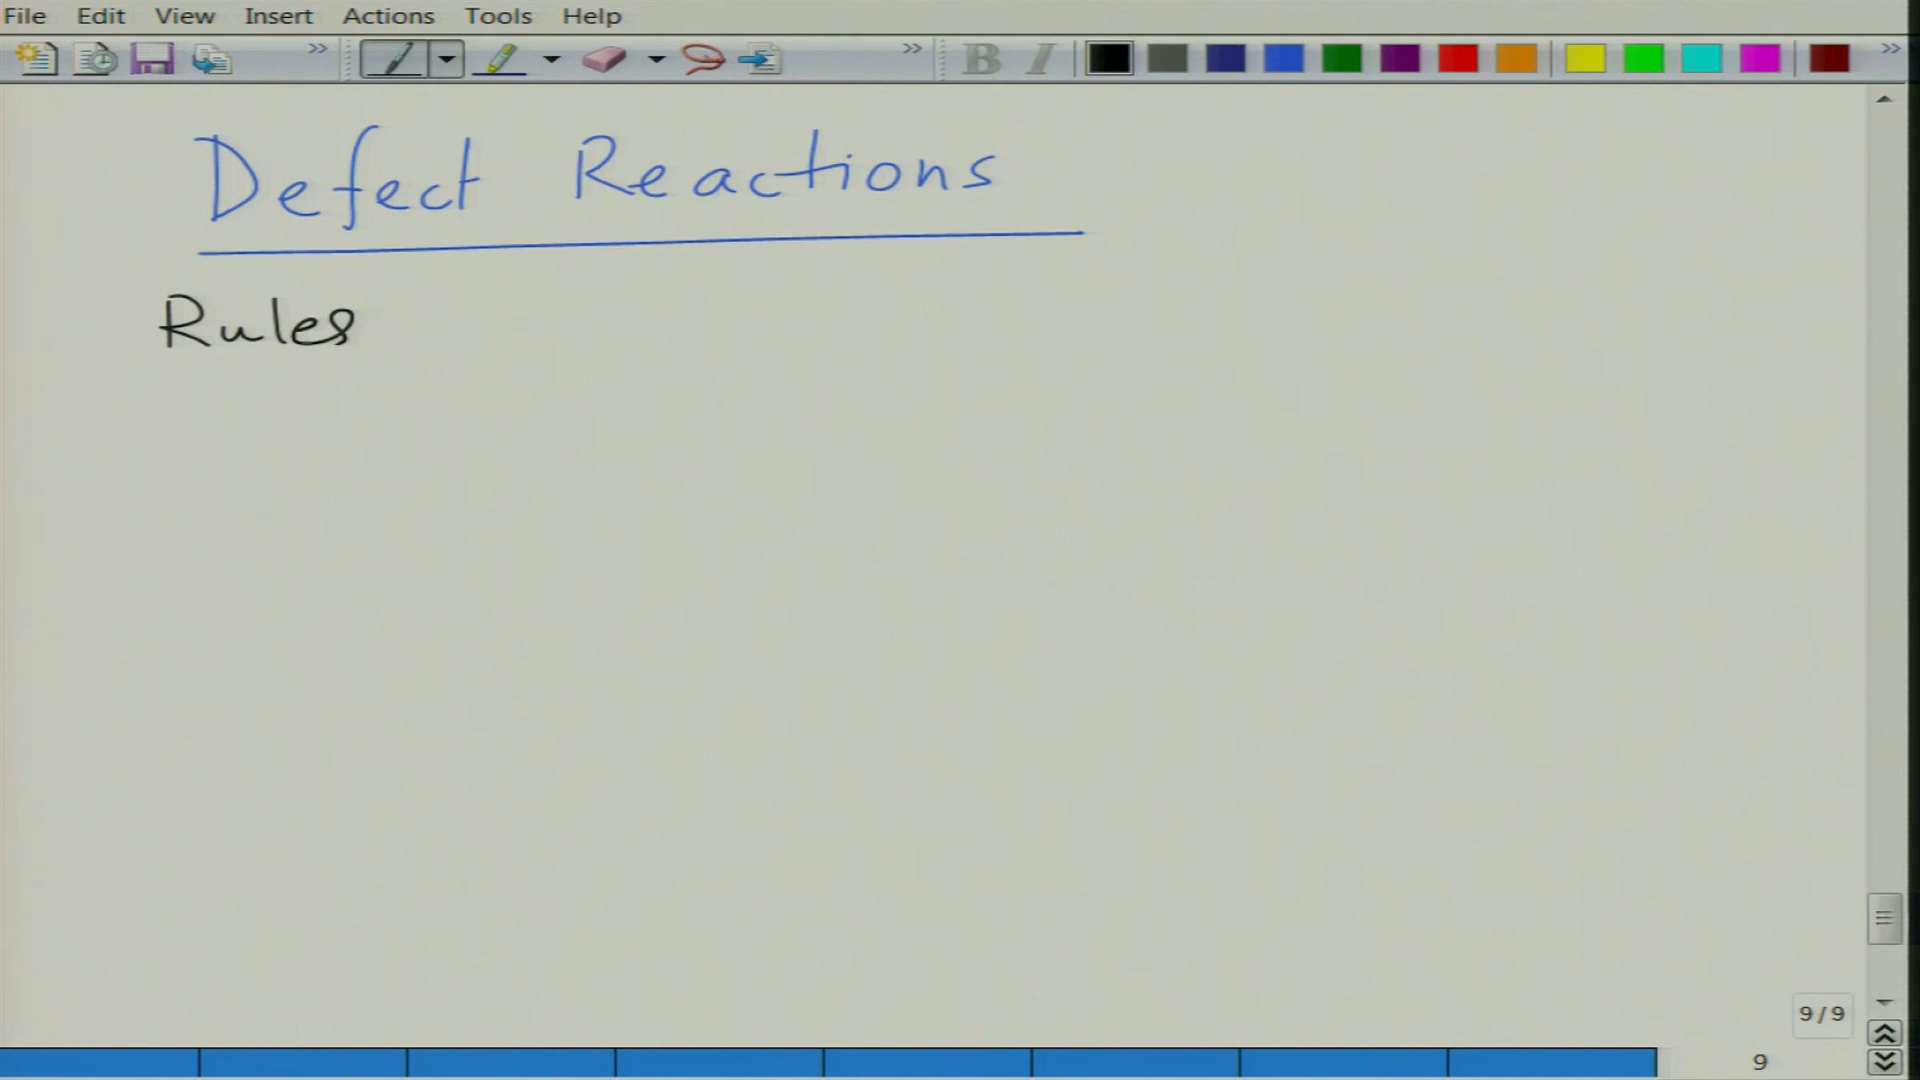 File Edit View Insert Actions Tools Help
B I
Defect Reactions
Rules
9/9
9